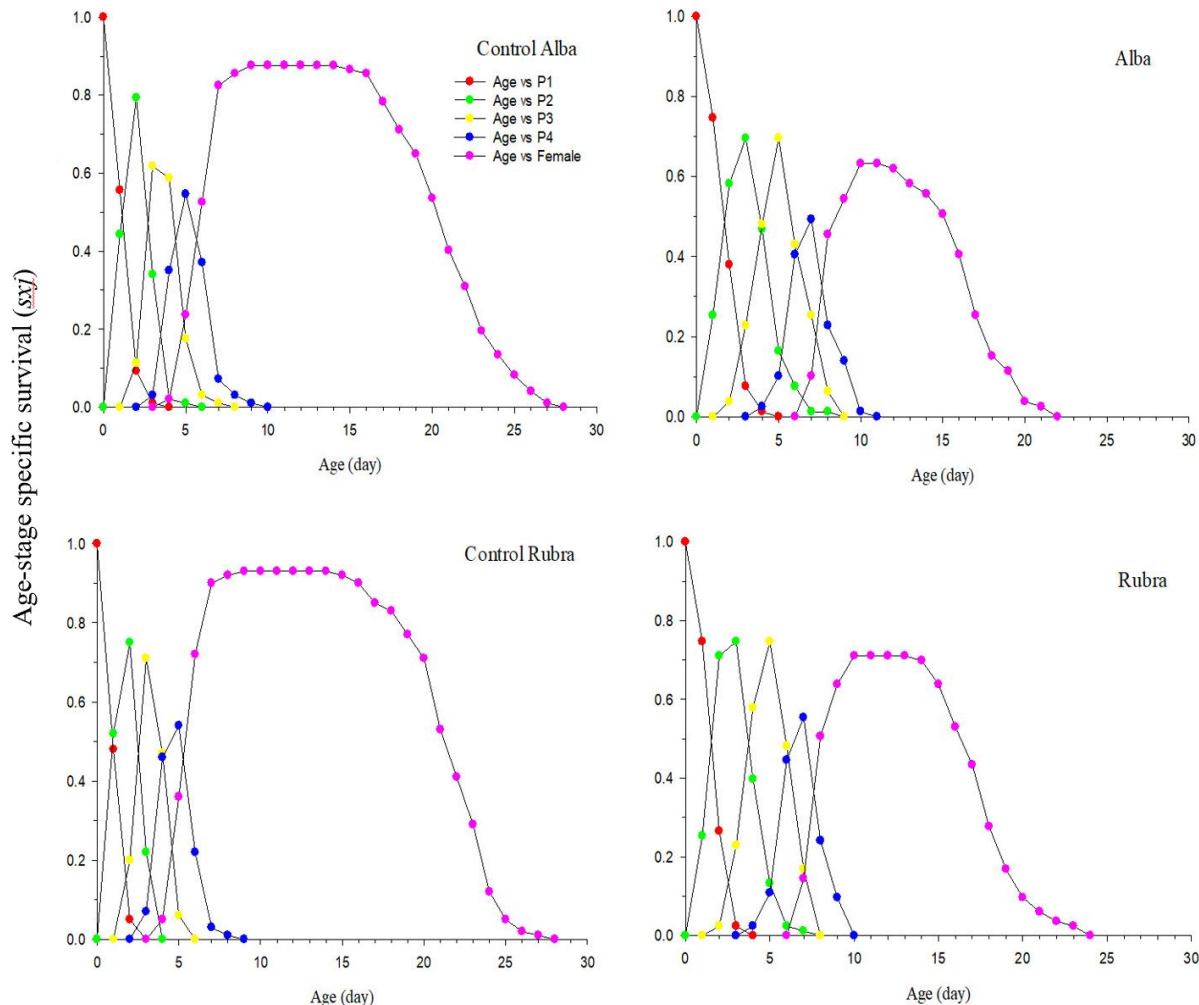 Age-stage specific survival (sxj)
Control Alba
Age vs P1
Age vs P2
Age vs P3
Age vs P4
Age vs Female
1.0
0.8
0.6
0.4
0.2
0.0
0 5 10 15 20 25 30
Age (day)
Alba
1.0
0.8
0.6
0.4
0.2
0.0
0 5 10 15 20 25 30
Age (day)
Control Rubra
1.0
0.8
0.6
0.4
0.2
0.0
0 5 10 15 20 25 30
Age (day)
Rubra
1.0
0.8
0.6
0.4
0.2
0.0
0 5 10 15 20 25 30
Age (day)